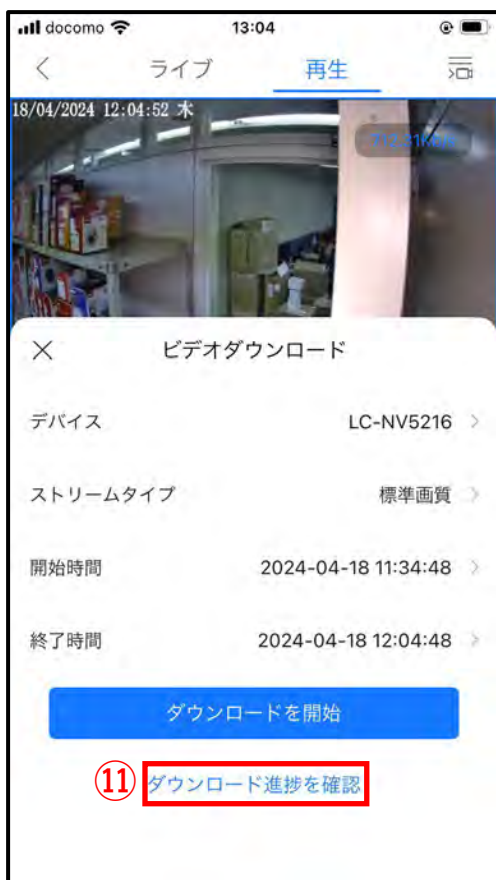 docomo 13:04
ライブ 再生
18/04/2024 12:04:52 木
ビデオダウンロード
デバイス LC-NV5216
ストリームタイプ 標準画質
開始時間 2024-04-18 11:34:48
終了時間 2024-04-18 12:04:48
ダウンロードを開始
⑪ ダウンロード進捗を確認